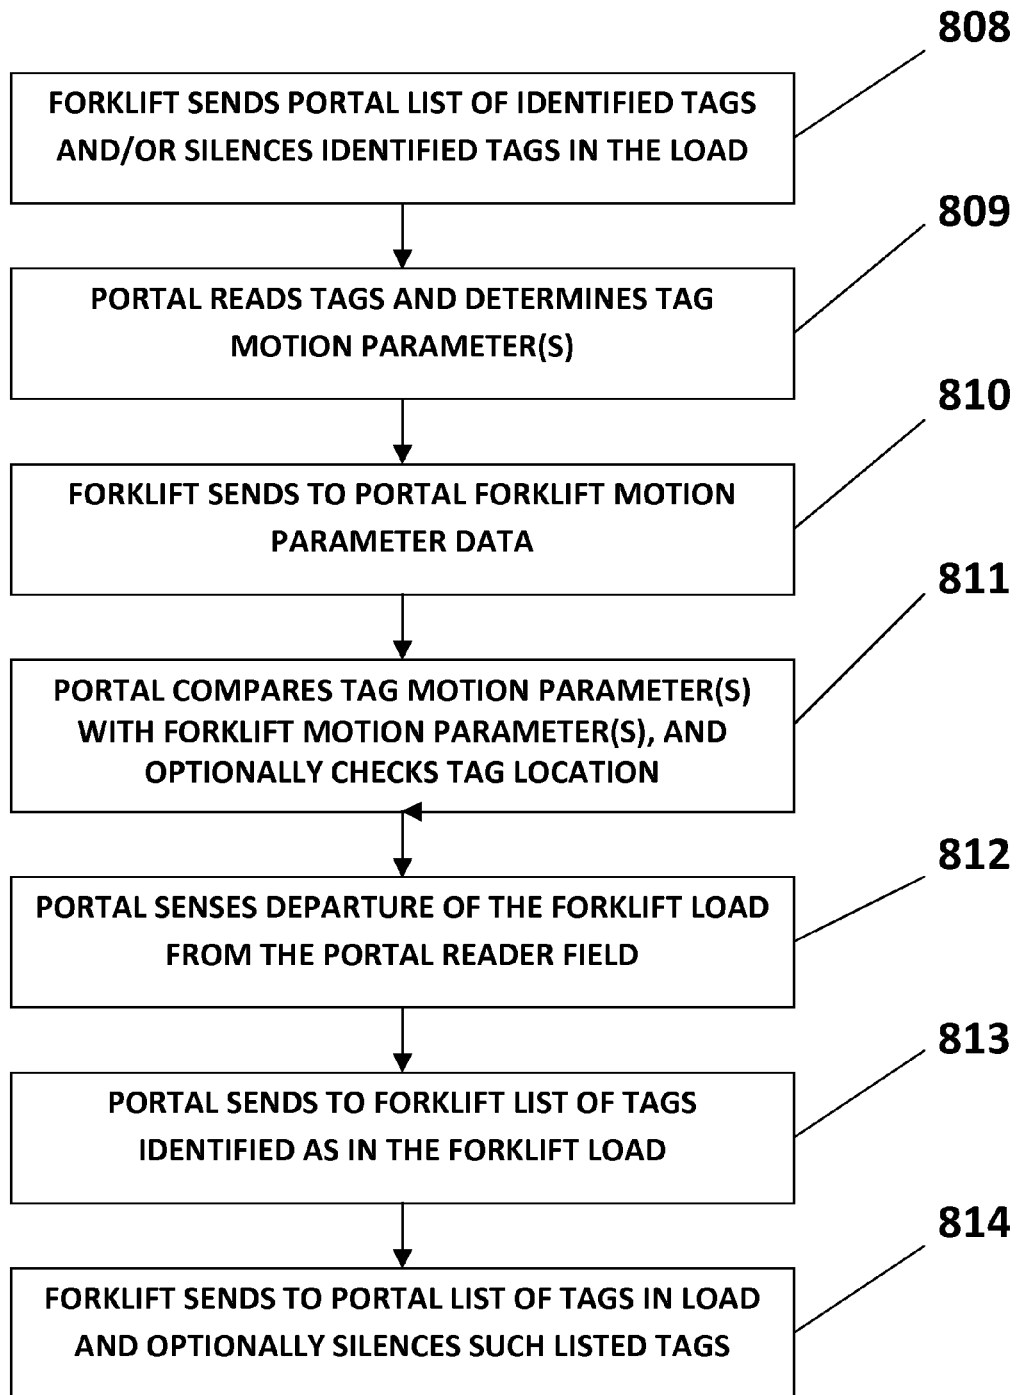 808
FORKLIFT SENDS PORTAL LIST OF IDENTIFIED TAGS
AND/OR SILENCES IDENTIFIED TAGS IN THE LOAD
809
PORTAL READS TAGS AND DETERMINES TAG
MOTION PARAMETER(S)
810
FORKLIFT SENDS TO PORTAL FORKLIFT MOTION
PARAMETER DATA
811
PORTAL COMPARES TAG MOTION PARAMETER(S)
WITH FORKLIFT MOTION PARAMETER(S), AND
OPTIONALLY CHECKS TAG LOCATION
812
PORTAL SENSES DEPARTURE OF THE FORKLIFT LOAD
FROM THE PORTAL READER FIELD
813
PORTAL SENDS TO FORKLIFT LIST OF TAGS
IDENTIFIED AS IN THE FORKLIFT LOAD
814
FORKLIFT SENDS TO PORTAL LIST OF TAGS IN LOAD
AND OPTIONALLY SILENCES SUCH LISTED TAGS